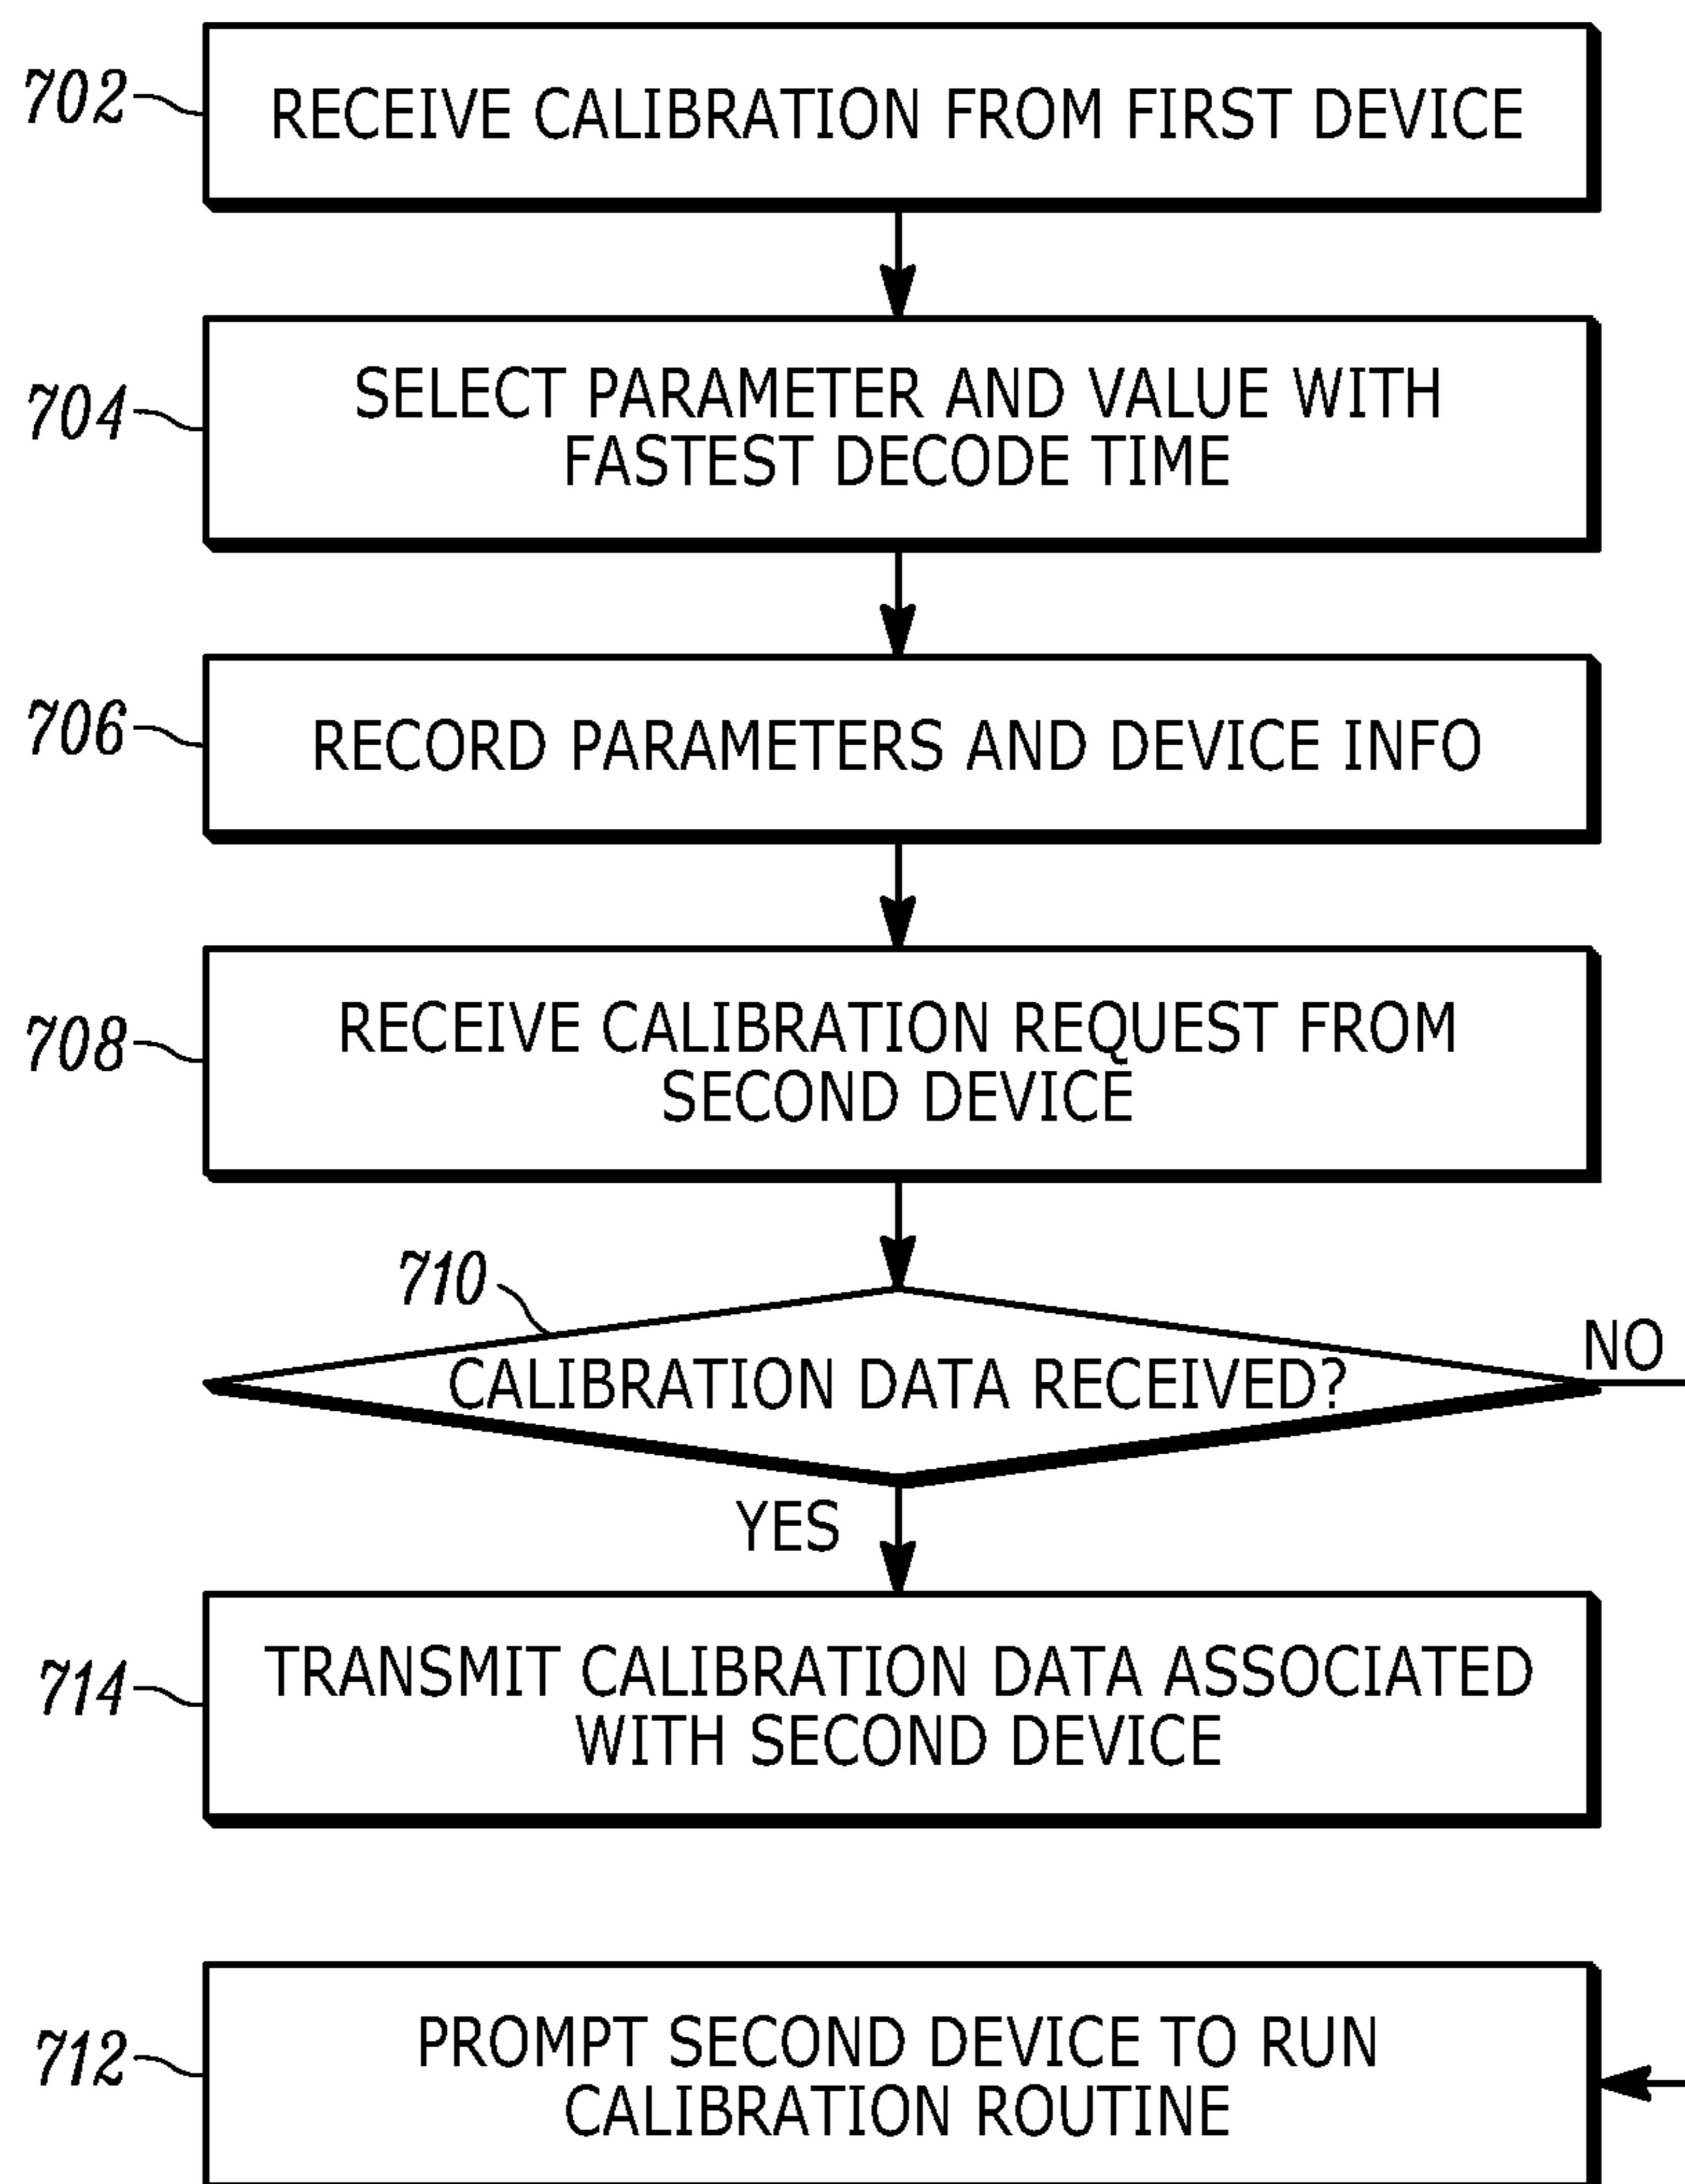 702
RECEIVE CALIBRATION FROM FIRST DEVICE
704
SELECT PARAMETER AND VALUE WITH
FASTEST DECODE TIME
706
RECORD PARAMETERS AND DEVICE INFO
708
RECEIVE CALIBRATION REQUEST FROM
SECOND DEVICE
710
CALIBRATION DATA RECEIVED?
NO
YES
714
TRANSMIT CALIBRATION DATA ASSOCIATED
WITH SECOND DEVICE
712
PROMPT SECOND DEVICE TO RUN
CALIBRATION ROUTINE